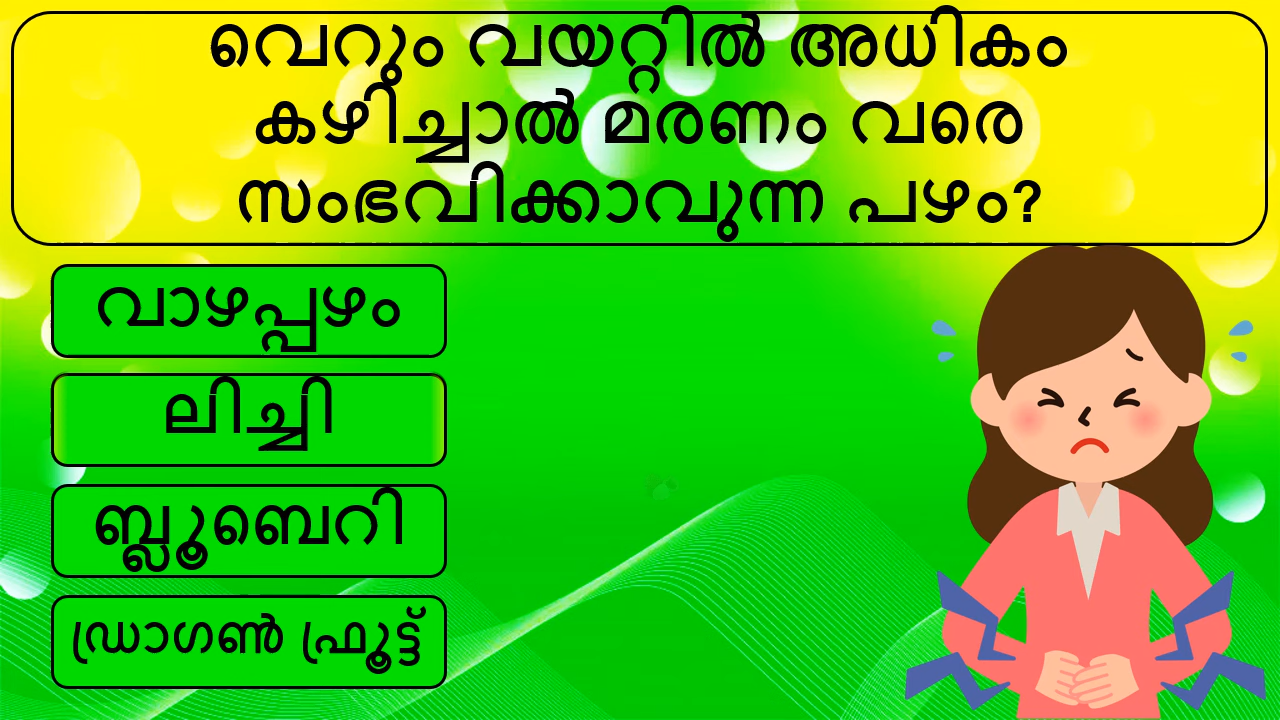 വെറും വയറ്റിൽ അധികം
കഴിച്ചാൽ മരണം വരെ
സംഭവിക്കാവുന്ന പഴം?
വാഴപ്പഴം
ലിച്ചി
ബ്ലൂബെറി
ഡ്രാഗൺ ഫ്രൂട്ട്